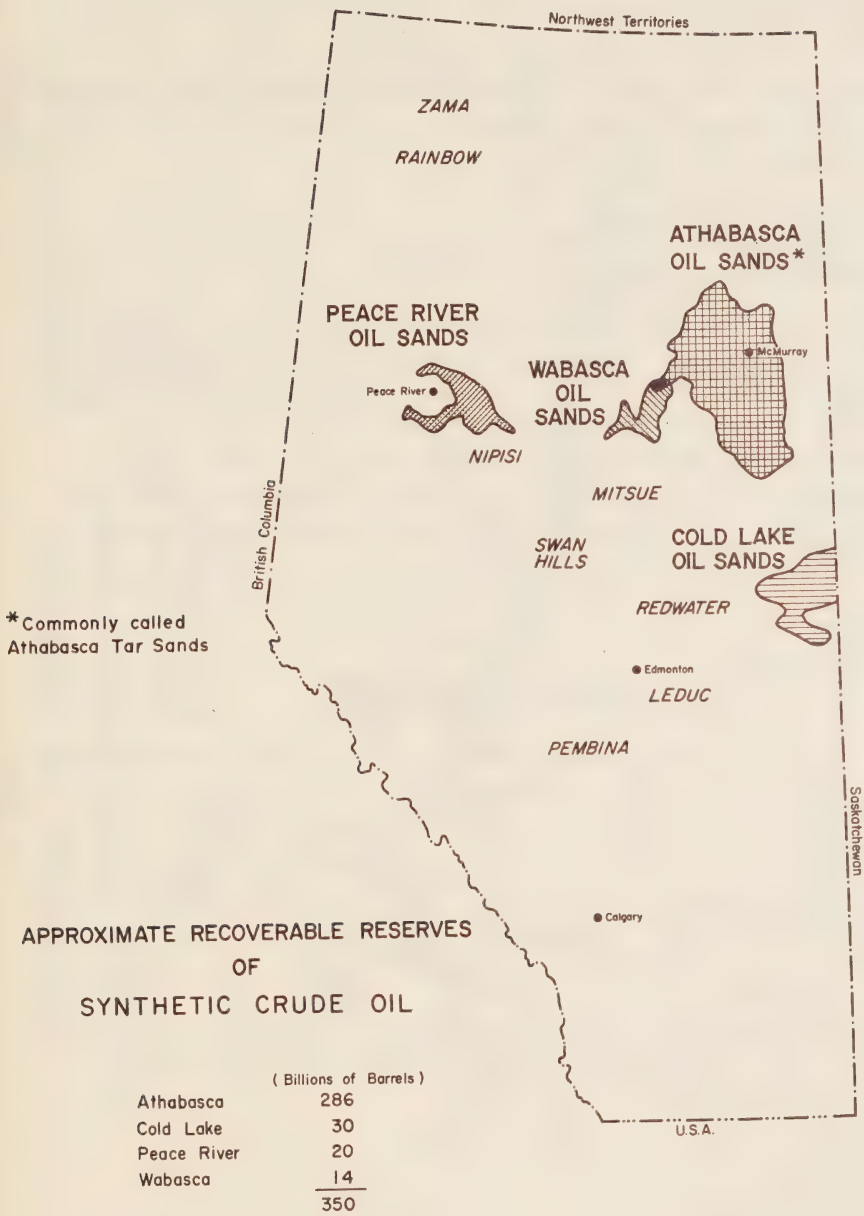 Northwest Territories
ZAMA
RAINBOW
ATHABASCA
OIL SANDS*
PEACE RIVER
OIL SANDS
McMurray
WABASCA
OIL
SANDS
Peace River
NIPISI
MITSUE
British Columbia
SWAN
HILLS
COLD LAKE
OIL SANDS
REDWATER
*Commonly called
Athabasca Tar Sands
Edmonton
LEDUC
PEMBINA
Saskatchewan
Calgary
APPROXIMATE RECOVERABLE RESERVES
OF
SYNTHETIC CRUDE OIL
(Billions of Barrels)
Athabasca 286
Cold Lake 30
Peace River 20
Wabasca 14
350
U.S.A.